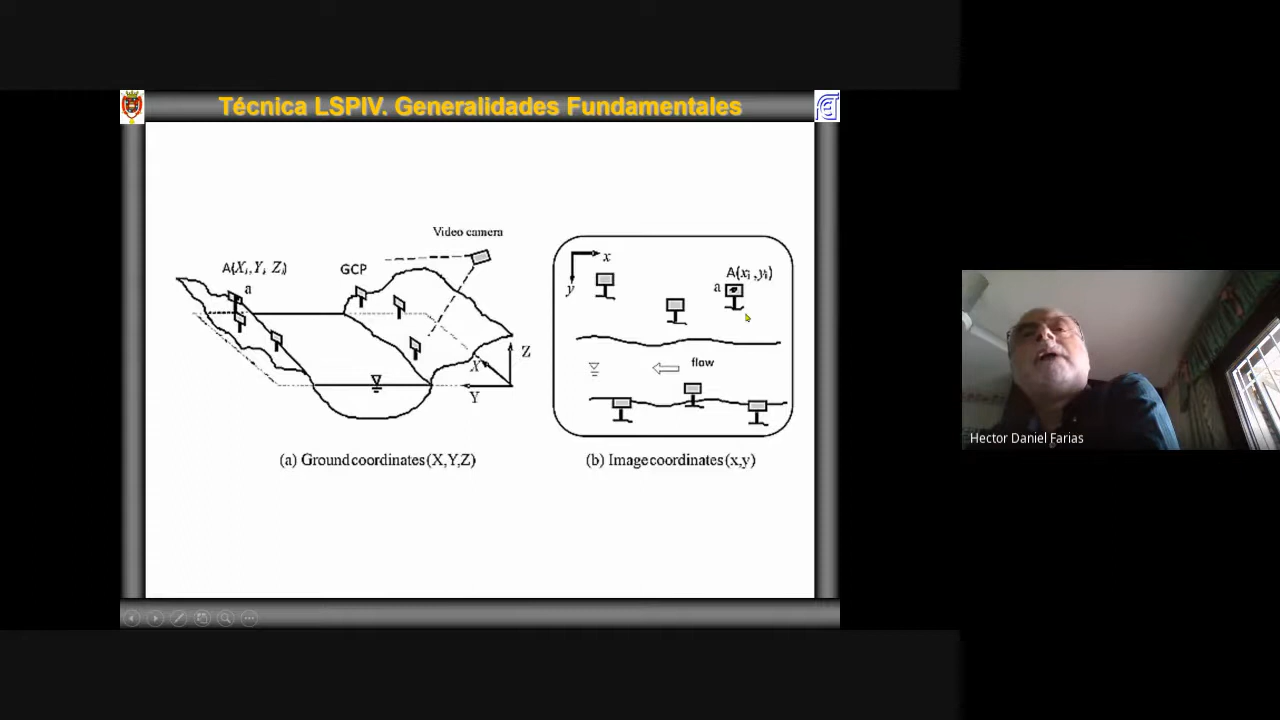 Técnica LSPIV. Generalidades Fundamentales
Video camera
A(Xi, Yi, Zi)
a
GCP
Z
X
Y
(a) Ground coordinates (X,Y,Z)
x
y
A(xi, yi)
a
flow
(b) Image coordinates (x,y)
Hector Daniel Farias